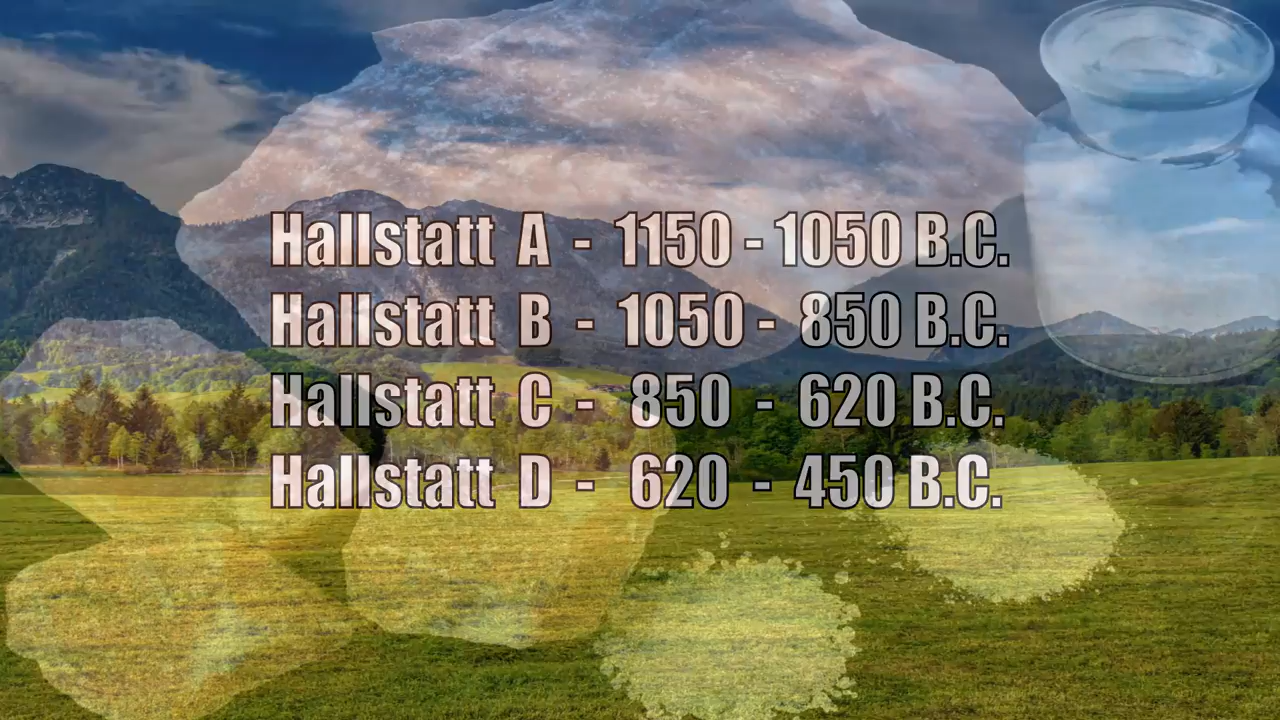 Hallstatt A - 1150 - 1050 B.C.
Hallstatt B - 1050 - 850 B.C.
Hallstatt C - 850 - 620 B.C.
Hallstatt D - 620 - 450 B.C.